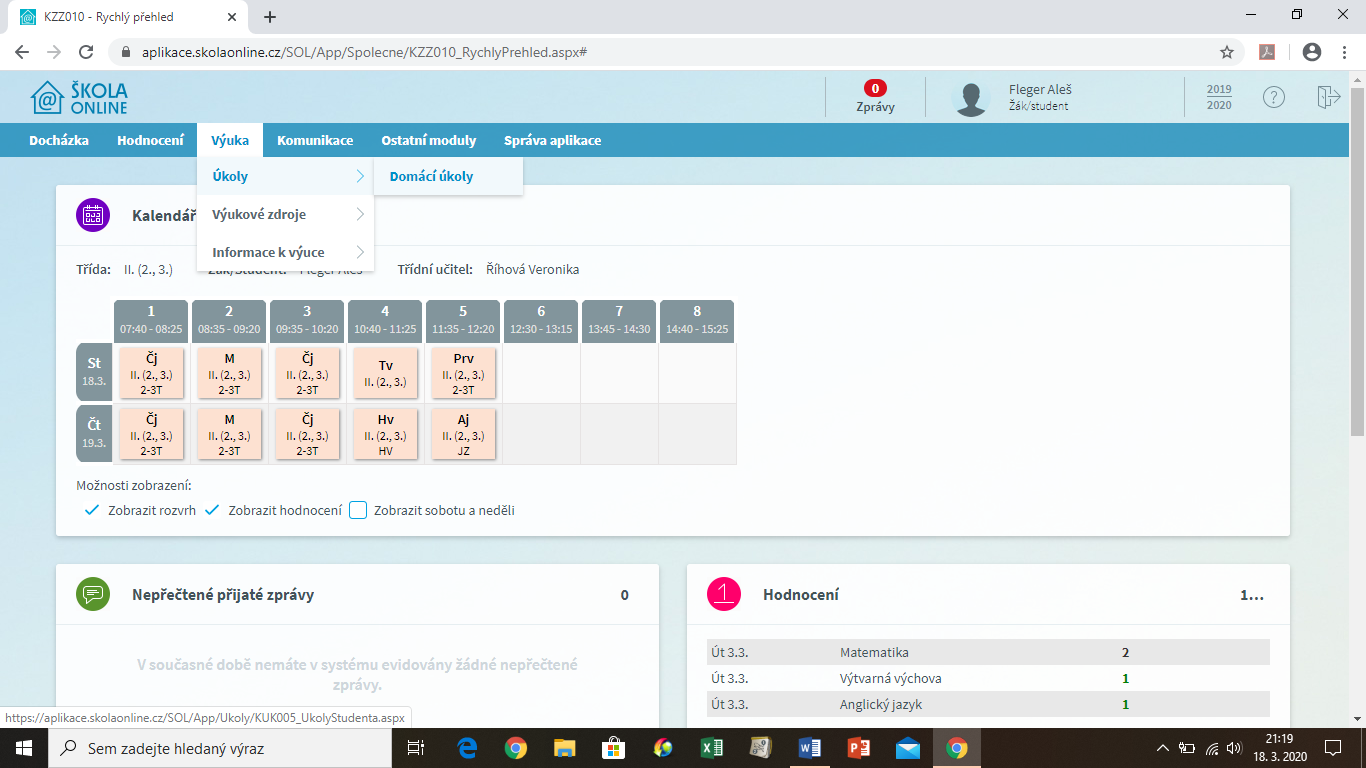 KZZ010 - Rychlý přehled
aplikace.skolaonline.cz/SOL/App/Spolecne/KZZ010_RychlyPrehled.aspx#
ŠKOLA ONLINE
0
Zprávy
Fleger Aleš
Žák/student
2019
2020
Docházka Hodnocení Výuka Komunikace Ostatní moduly Správa aplikace
Úkoly
Domácí úkoly
Výukové zdroje
Informace k výuce
Kalendář
Třída: II. (2., 3.) Žák/Student: Fleger Aleš Třídní učitel: Říhová Veronika
1 2 3 4 5 6 7 8
07:40 - 08:25 08:35 - 09:20 09:35 - 10:20 10:40 - 11:25 11:35 - 12:20 12:30 - 13:15 13:45 - 14:30 14:40 - 15:25
St
18.3.
Čj M Čj Tv Prv
II. (2., 3.) II. (2., 3.) II. (2., 3.) II. (2., 3.) II. (2., 3.)
2-3T 2-3T 2-3T 2-3T
Čt
19.3.
Čj M Čj Hv Aj
II. (2., 3.) II. (2., 3.) II. (2., 3.) II. (2., 3.) II. (2., 3.)
2-3T 2-3T 2-3T HV JZ
Možnosti zobrazení:
Zobrazit rozvrh Zobrazit hodnocení Zobrazit sobotu a neděli
Nepřečtené přijaté zprávy 0
V současné době nemáte v systému evidovány žádné nepřečtené
zprávy.
1 Hodnocení 1...
Út 3.3. Matematika 2
Út 3.3. Výtvarná výchova 1
Út 3.3. Anglický jazyk 1
https://aplikace.skolaonline.cz/SOL/App/Ukoly/KUK005_UkolyStudenta.aspx
Sem zadejte hledaný výraz
21:19
18. 3. 2020